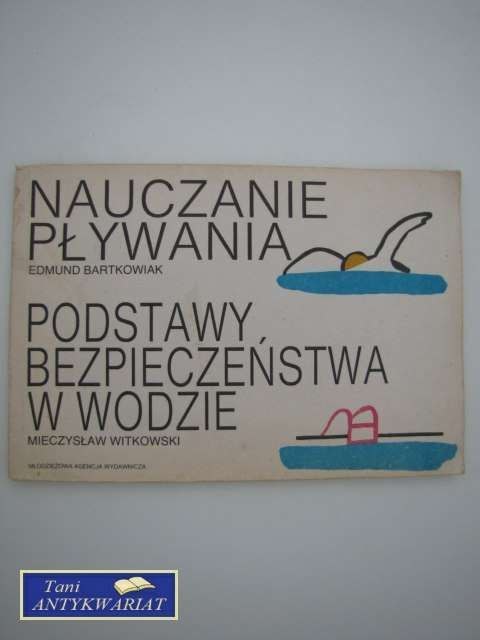 NAUCZANIE
PŁYWANIA
EDMUND BARTKOWIAK
PODSTAWY
BEZPIECZEŃSTWA
W WODZIE
MIECZYSŁAW WITKOWSKI
MŁODZIEŻOWA AGENCJA WYDAWNICZA
Tani
ANTYKWARIAT